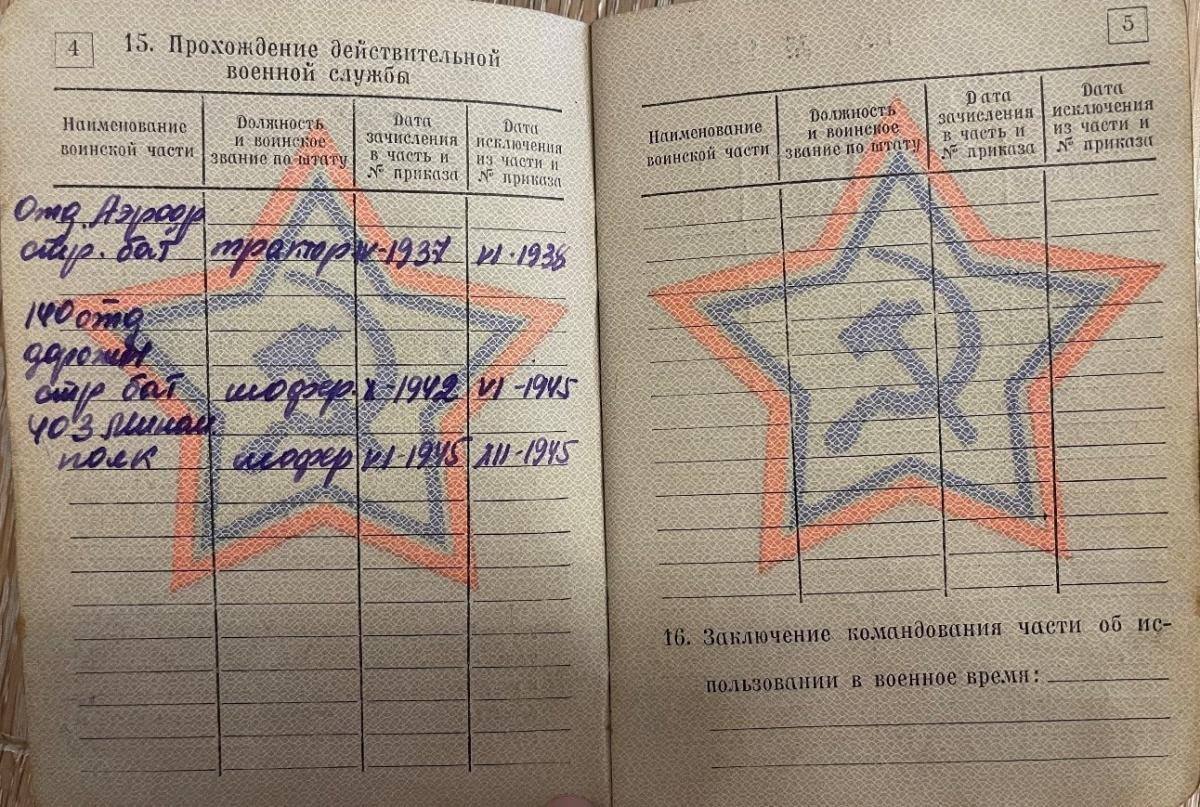 4
15. Прохождение действительной
военной службы
Наименование
воинской части
Должность
и воинское
звание по штату
Дата
зачисления
в часть и
№ приказа
Дата
исключения
из части и
№ приказа
Отд. Аэродр
стр. бат трактор XI-1937 VI-1938
140 отд
дорожн
стр бат шофер X-1942 VI-1945
403 Мином
полк шофер VI-1945 XII-1945
5
Наименование
воинской части
Должность
и воинское
звание по штату
Дата
зачисления
в часть и
№ приказа
Дата
исключения
из части и
№ приказа
16. Заключение командования части об ис-
пользовании в военное время: